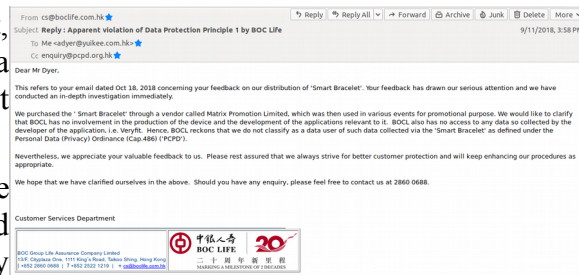 Reply Reply All Forward Archive Junk Delete More
From cs@boclife.com.hk
Subject Reply : Apparent violation of Data Protection Principle 1 by BOC Life 9/11/2018, 3:58 PM
To Me <adyer@yuikee.com.hk>
Cc enquiry@pcpd.org.hk
Dear Mr Dyer,
This refers to your email dated Oct 18, 2018 concerning your feedback on our distribution of 'Smart Bracelet'. Your feedback has drawn our serious attention and we have
conducted an in-depth investigation immediately.
We purchased the ' Smart Bracelet' through a vendor called Matrix Promotion Limited, which was then used in various events for promotional purpose. We would like to clarify
that BOCL has no involvement in the production of the device and the development of the applications relevant to it. BOCL also has no access to any data so collected by the
developer of the application, i.e. Veryfit. Hence, BOCL reckons that we do not classify as a data user of such data collected via the 'Smart Bracelet' as defined under the
Personal Data (Privacy) Ordinance (Cap.486) ('PCPD').
Nevertheless, we appreciate your valuable feedback to us. Please rest assured that we always strive for better customer protection and will keep enhancing our procedures as
appropriate.
We hope that we have clarified ourselves in the above. Should you have any enquiry, please feel free to contact us at 2860 0688.
Customer Services Department
BOC Group Life Assurance Company Limited
13/F, Cityplaza One, 1111 King's Road, Taikoo Shing, Hong Kong
T +852 2860 0688 | F +852 2522 1219 | e cs@boclife.com.hk
中銀人壽
BOC LIFE
20
二十周年新里程
MARKING A MILESTONE OF 2 DECADES